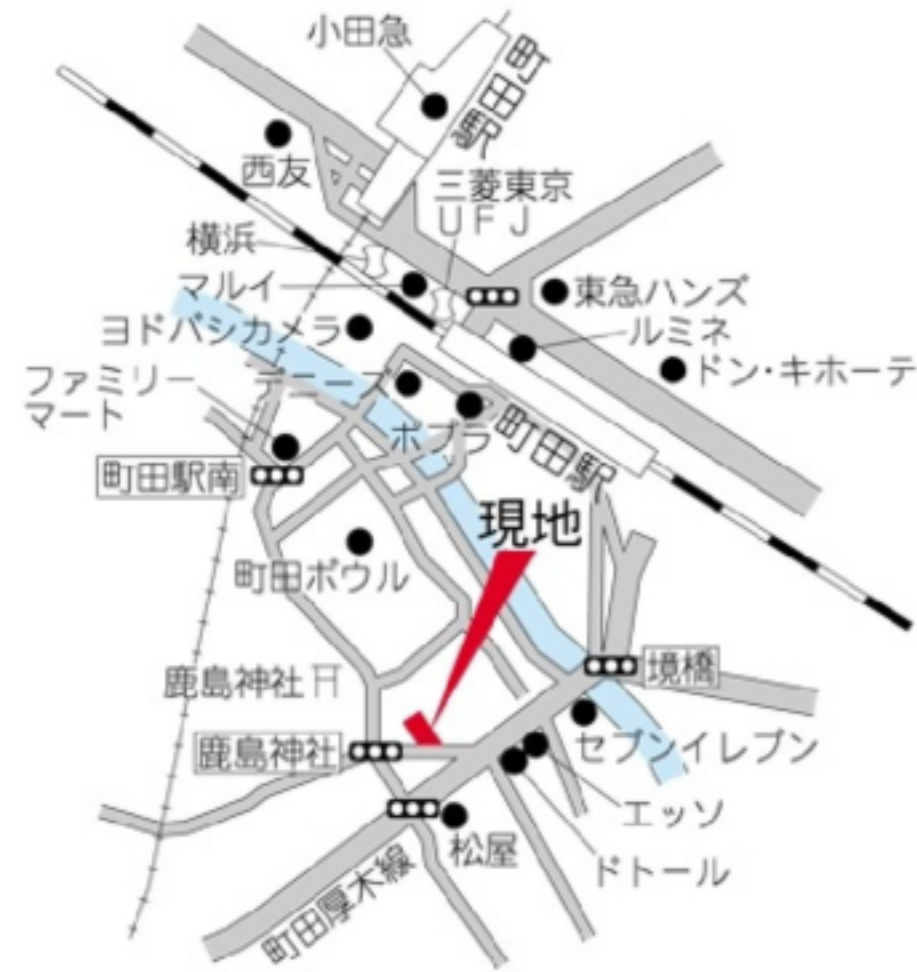 小田急
町田駅
西友
三菱東京
UFJ
横浜
マルイ
東急ハンズ
ヨドバシカメラ
ルミネ
ドン・キホーテ
ファミリー
マート
デニーズ
ポプラ
町田駅
町田駅南
現地
町田ボウル
境橋
鹿島神社
鹿島神社
セブンイレブン
エッソ
松屋
ドトール
町田厚木線